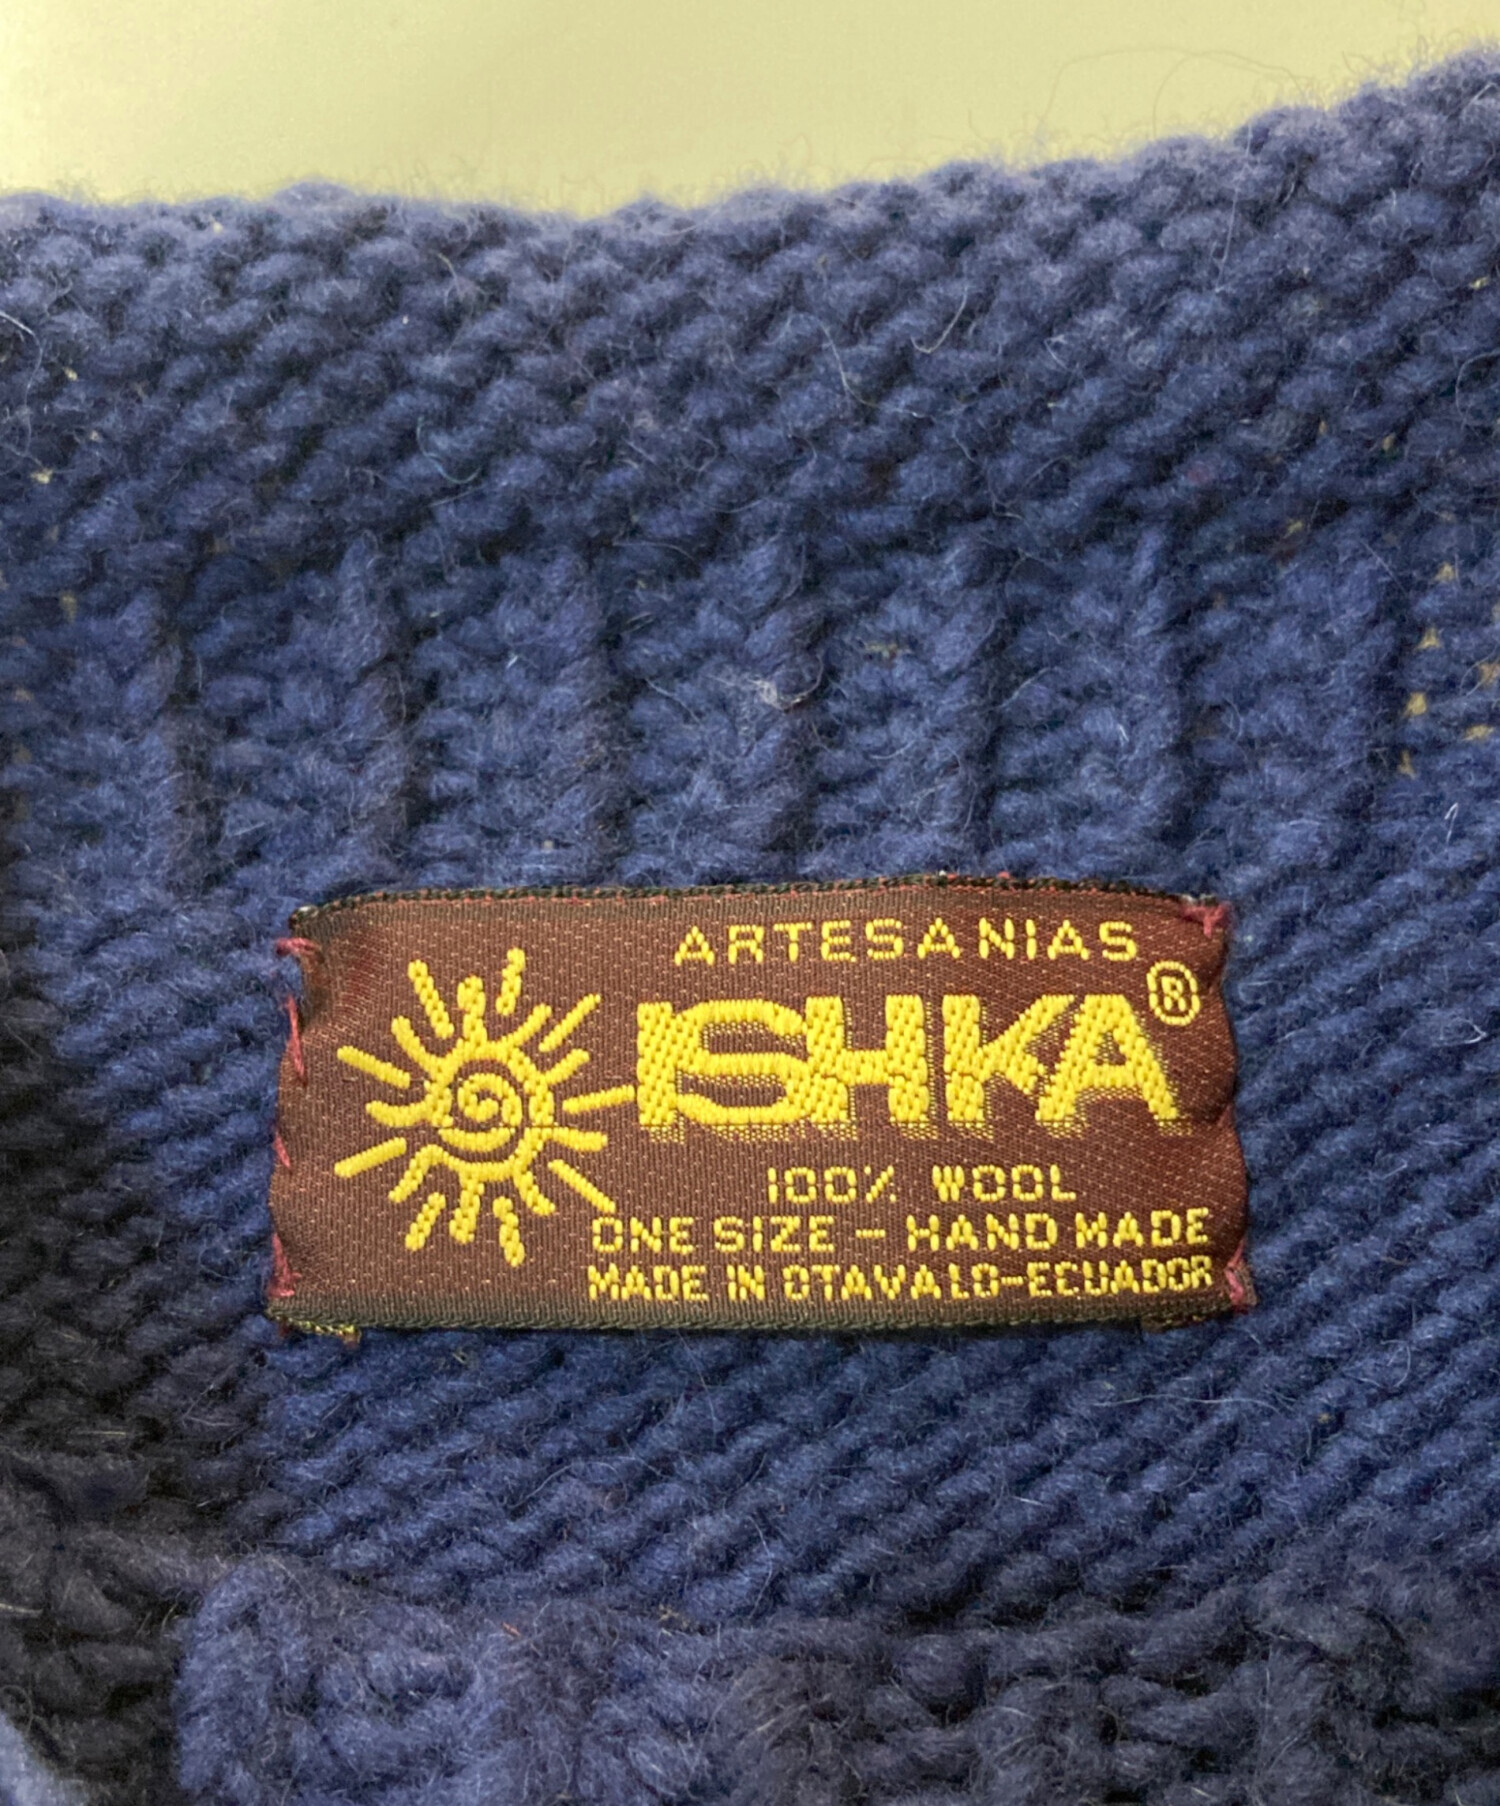 ARTESANIAS
ISHKA®
100% WOOL
ONE SIZE - HAND MADE
MADE IN OTAVALO-ECUADOR